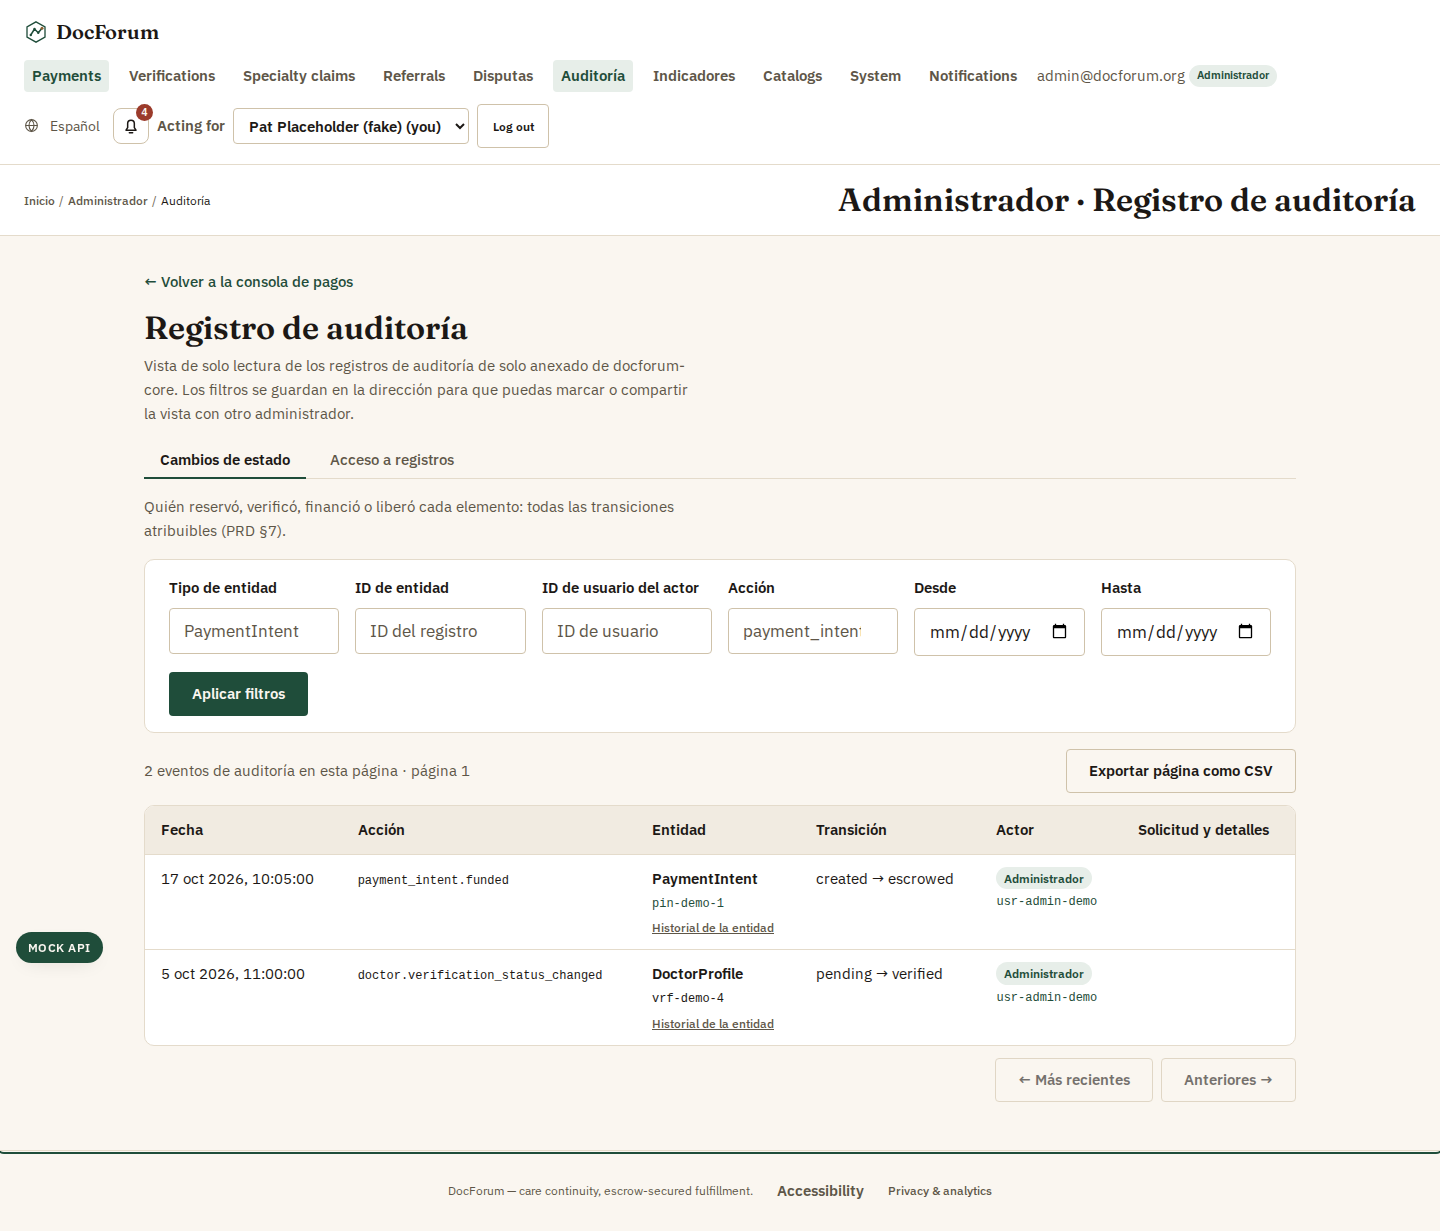 DocForum
Payments Verifications Specialty claims Referrals Disputas Auditoría Indicadores Catalogs System Notifications admin@docforum.org Administrador
Español 4 Acting for Pat Placeholder (fake) (you) Log out
Inicio / Administrador / Auditoría
Administrador · Registro de auditoría
← Volver a la consola de pagos
Registro de auditoría
Vista de solo lectura de los registros de auditoría de solo anexado de docforum-
core. Los filtros se guardan en la dirección para que puedas marcar o compartir
la vista con otro administrador.
Cambios de estado Acceso a registros
Quién reservó, verificó, financió o liberó cada elemento: todas las transiciones
atribuibles (PRD §7).
Tipo de entidad ID de entidad ID de usuario del actor Acción Desde Hasta
PaymentIntent ID del registro ID de usuario payment_inten mm/dd/yyyy mm/dd/yyyy
Aplicar filtros
2 eventos de auditoría en esta página · página 1
Exportar página como CSV
Fecha Acción Entidad Transición Actor Solicitud y detalles
17 oct 2026, 10:05:00 payment_intent.funded PaymentIntent created → escrowed Administrador
pin-demo-1 usr-admin-demo
Historial de la entidad
5 oct 2026, 11:00:00 doctor.verification_status_changed DoctorProfile pending → verified Administrador
vrf-demo-4 usr-admin-demo
Historial de la entidad
MOCK API
← Más recientes Anteriores →
DocForum — care continuity, escrow-secured fulfillment. Accessibility Privacy & analytics